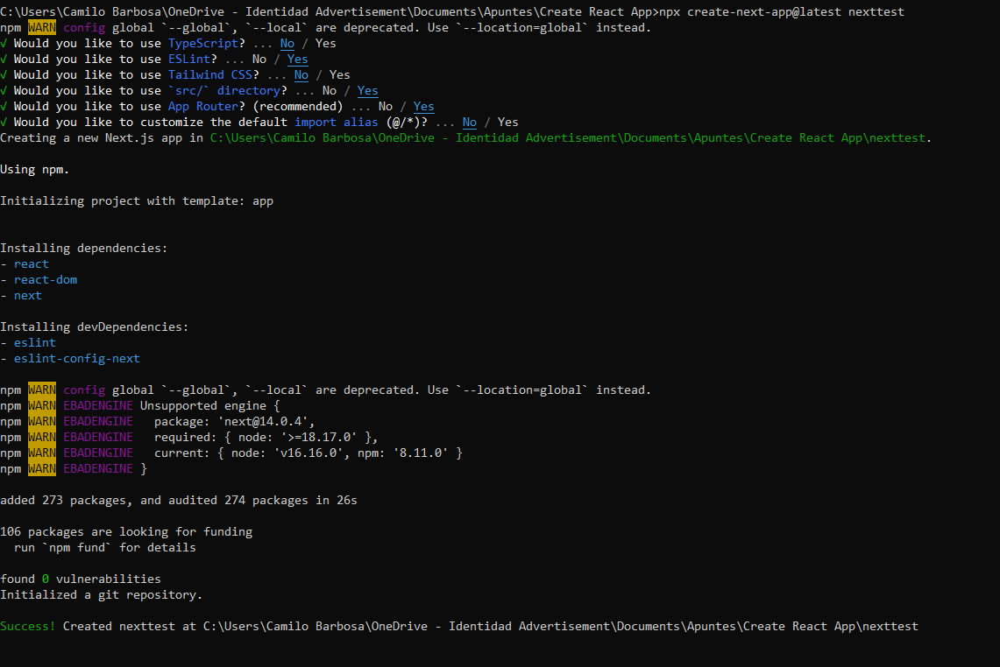 C:\Users\Camilo Barbosa\OneDrive - Identidad Advertisement\Documents\Apuntes\Create React App>npx create-next-app@latest nexttest
npm WARN config global `--global`, `--local` are deprecated. Use `--location=global` instead.
√ Would you like to use TypeScript? ... No / Yes
√ Would you like to use ESLint? ... No / Yes
√ Would you like to use Tailwind CSS? ... No / Yes
√ Would you like to use `src/` directory? ... No / Yes
√ Would you like to use App Router? (recommended) ... No / Yes
√ Would you like to customize the default import alias (@/*)? ... No / Yes
Creating a new Next.js app in C:\Users\Camilo Barbosa\OneDrive - Identidad Advertisement\Documents\Apuntes\Create React App\nexttest.
Using npm.
Initializing project with template: app
Installing dependencies:
- react
- react-dom
- next
Installing devDependencies:
- eslint
- eslint-config-next
npm WARN config global `--global`, `--local` are deprecated. Use `--location=global` instead.
npm WARN EBADENGINE Unsupported engine {
npm WARN EBADENGINE   package: 'next@14.0.4',
npm WARN EBADENGINE   required: { node: '>=18.17.0' },
npm WARN EBADENGINE   current: { node: 'v16.16.0', npm: '8.11.0' }
npm WARN EBADENGINE }
added 273 packages, and audited 274 packages in 26s
106 packages are looking for funding
  run `npm fund` for details
found 0 vulnerabilities
Initialized a git repository.
Success! Created nexttest at C:\Users\Camilo Barbosa\OneDrive - Identidad Advertisement\Documents\Apuntes\Create React App\nexttest